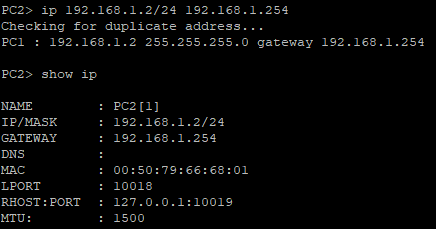 PC2> ip 192.168.1.2/24 192.168.1.254
Checking for duplicate address...
PC1 : 192.168.1.2 255.255.255.0 gateway 192.168.1.254
PC2> show ip
NAME        : PC2[1]
IP/MASK     : 192.168.1.2/24
GATEWAY     : 192.168.1.254
DNS         :
MAC         : 00:50:79:66:68:01
LPORT       : 10018
RHOST:PORT  : 127.0.0.1:10019
MTU:        : 1500